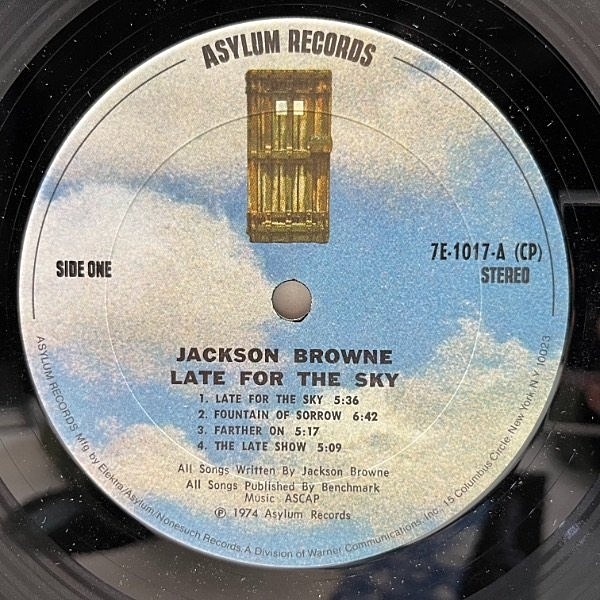 ASYLUM RECORDS
SIDE ONE
7E-1017-A (CP)
STEREO
JACKSON BROWNE
LATE FOR THE SKY
1. LATE FOR THE SKY 5:36
2. FOUNTAIN OF SORROW 6:42
3. FARTHER ON 5:17
4. THE LATE SHOW 5:09
All Songs Written By Jackson Browne
All Songs Published By Benchmark
Music ASCAP
℗ 1974 Asylum Records
ASYLUM RECORDS Mfg by Elektra/Asylum/Nonesuch Records, A Division of Warner Communications, Inc., 15 Columbus Circle, New York, N.Y. 10023